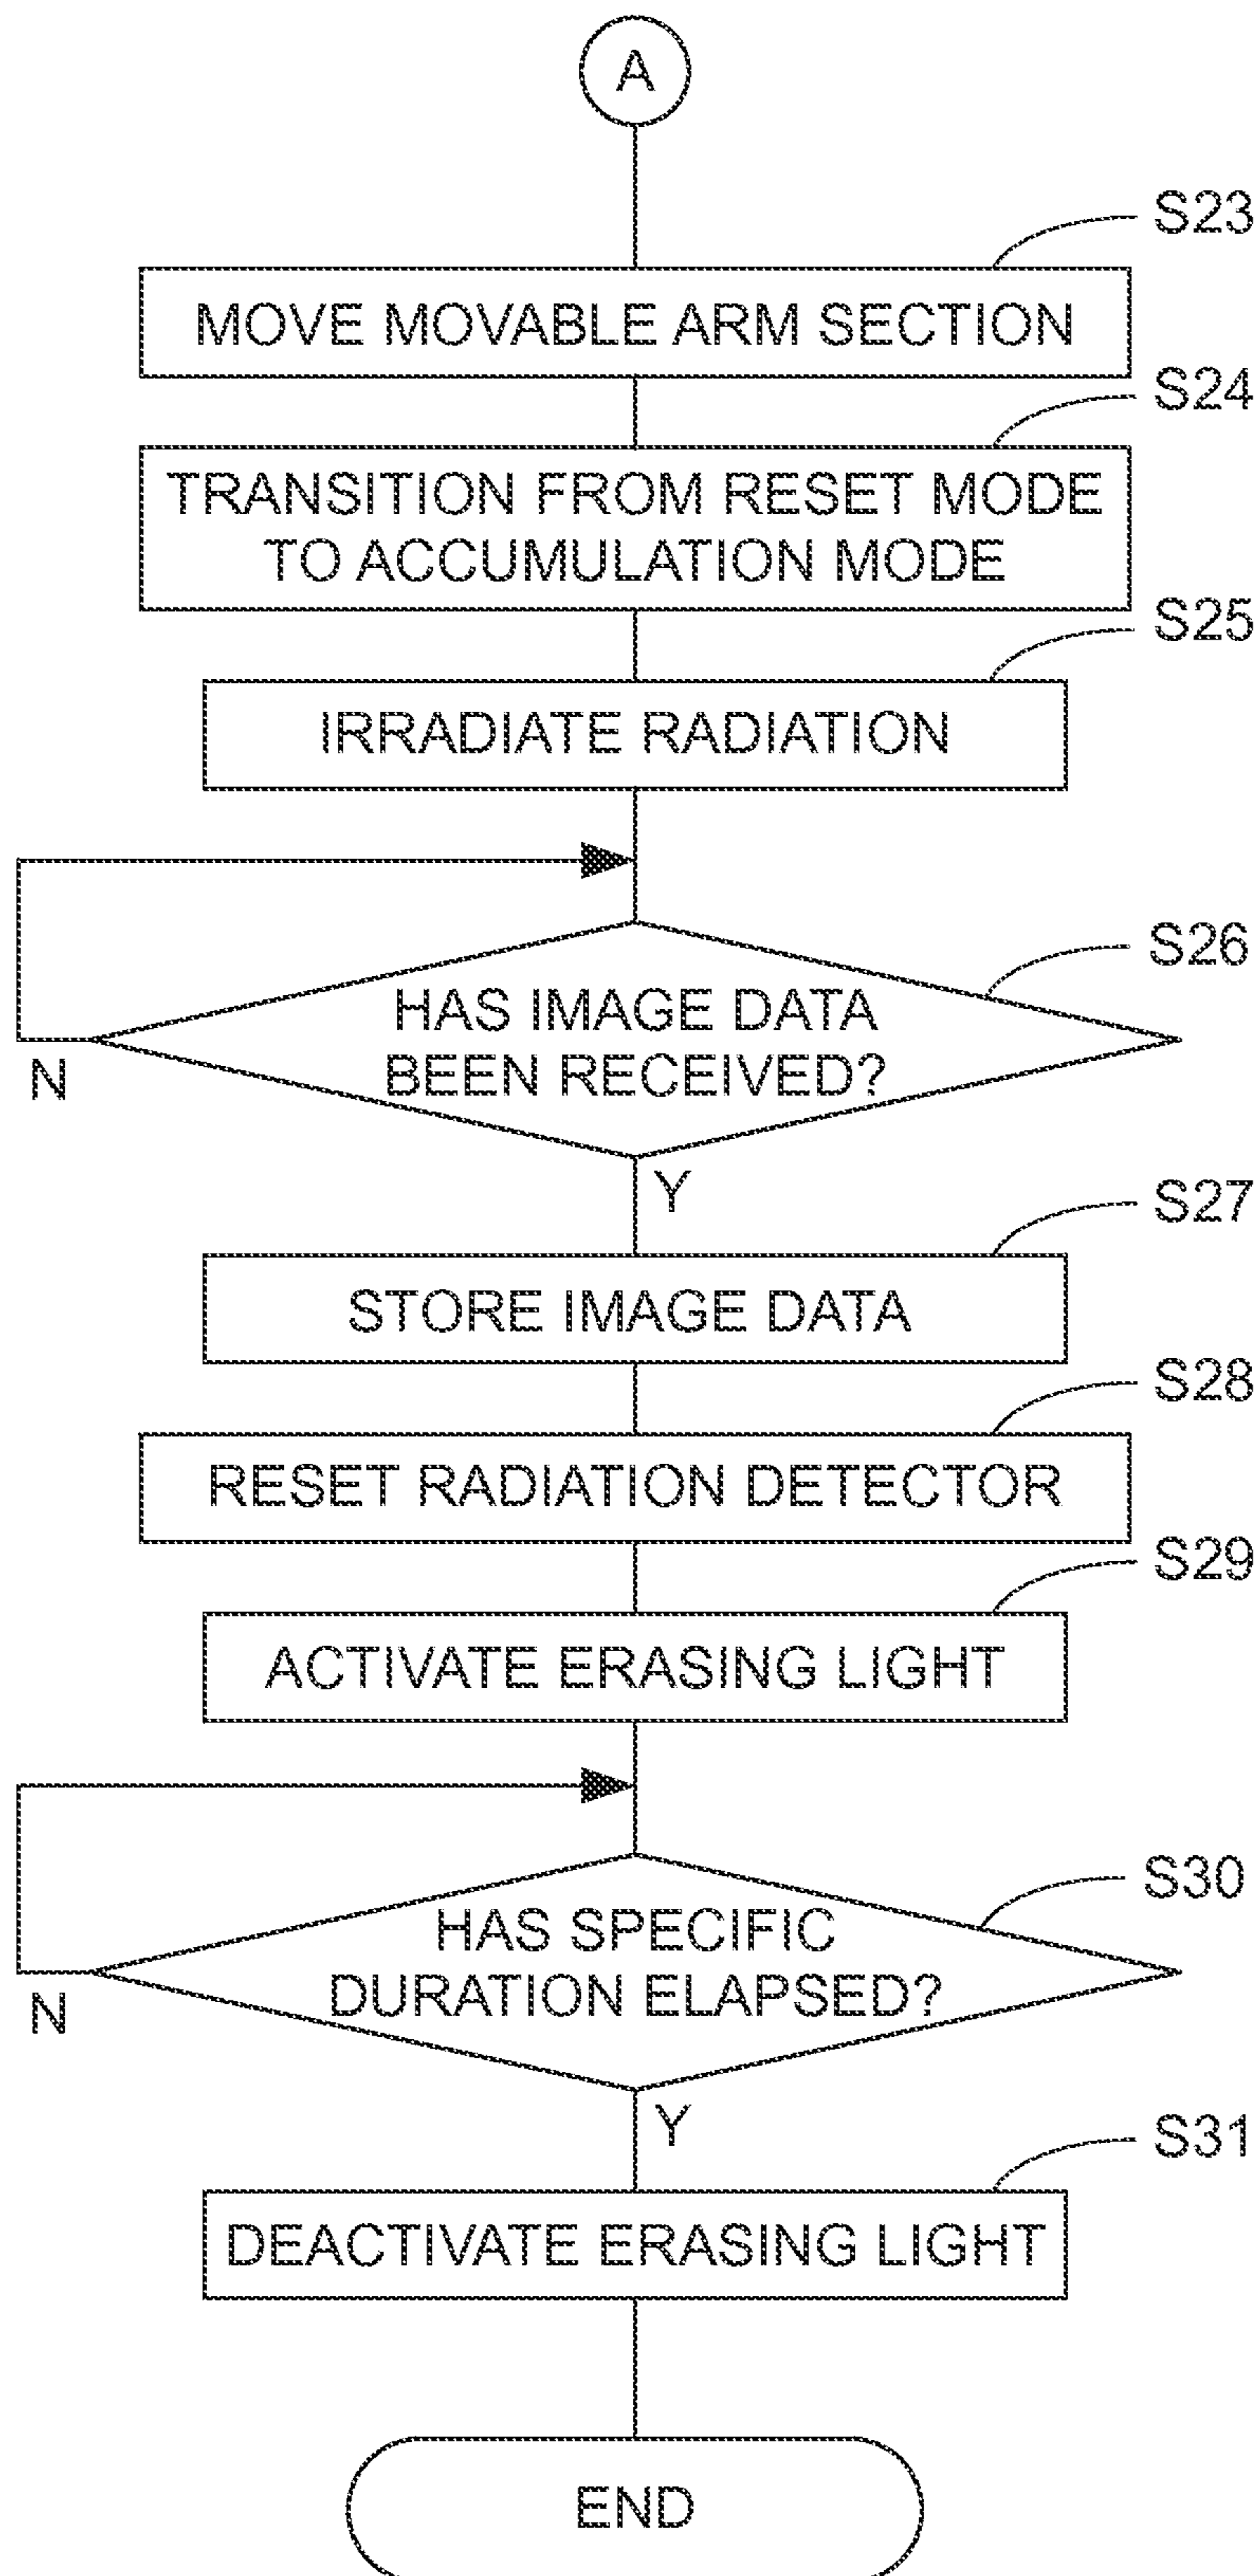 A
S23
MOVE MOVABLE ARM SECTION
S24
TRANSITION FROM RESET MODE
TO ACCUMULATION MODE
S25
IRRADIATE RADIATION
S26
HAS IMAGE DATA
BEEN RECEIVED?
N
Y
S27
STORE IMAGE DATA
S28
RESET RADIATION DETECTOR
S29
ACTIVATE ERASING LIGHT
S30
HAS SPECIFIC
DURATION ELAPSED?
N
Y
S31
DEACTIVATE ERASING LIGHT
END